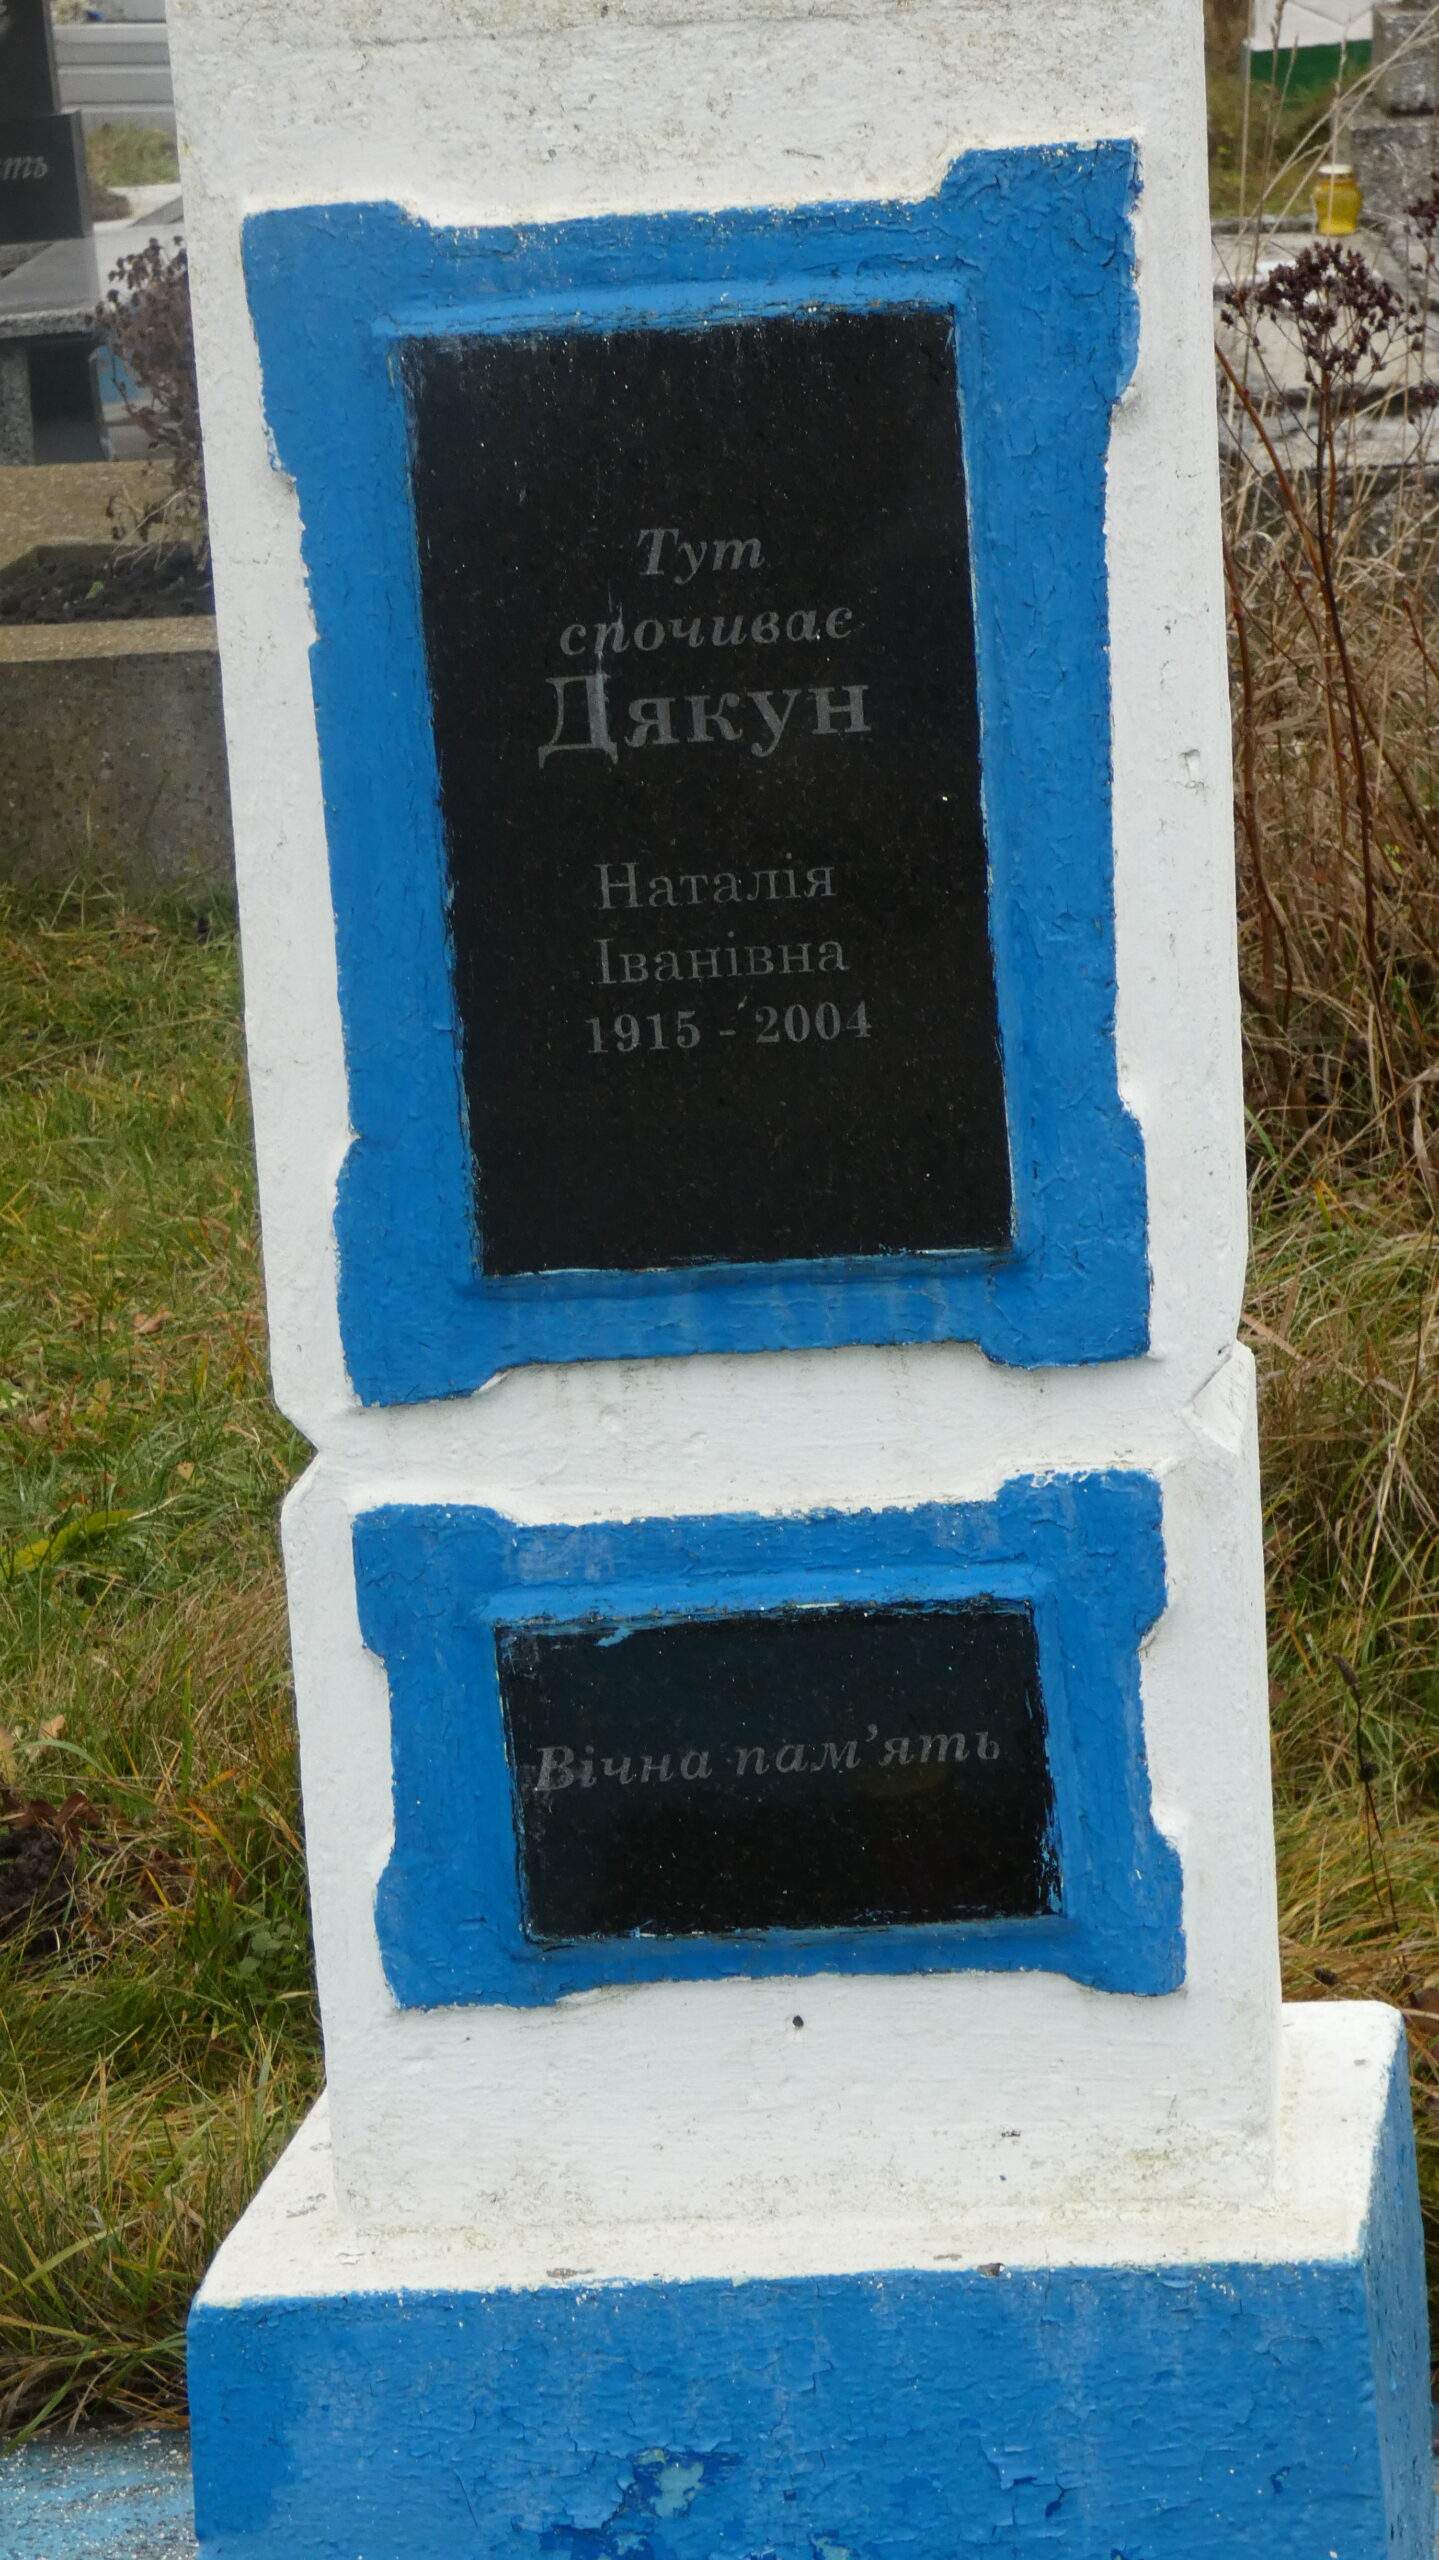 Тут
спочиває
Дякун
Наталія
Іванівна
1915 - 2004
Вічна пам’ять